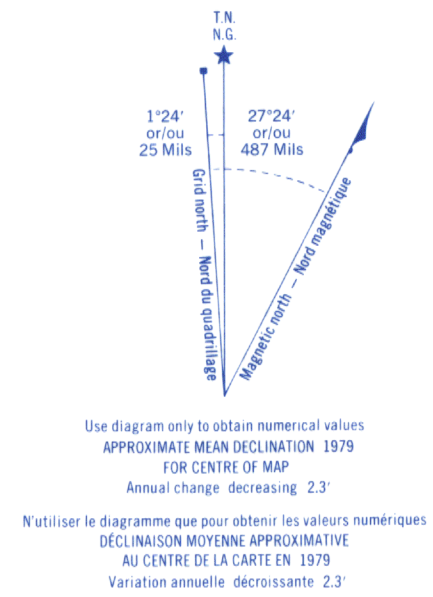 T.N.
N.G.
1°24′
or/ou
25 Mils
27°24′
or/ou
487 Mils
Grid north – Nord du quadrillage
Magnetic north – Nord magnétique
Use diagram only to obtain numerical values
APPROXIMATE MEAN DECLINATION 1979
FOR CENTRE OF MAP
Annual change decreasing 2.3′
N'utiliser le diagramme que pour obtenir les valeurs numériques
DÉCLINAISON MOYENNE APPROXIMATIVE
AU CENTRE DE LA CARTE EN 1979
Variation annuelle décroissante 2.3′